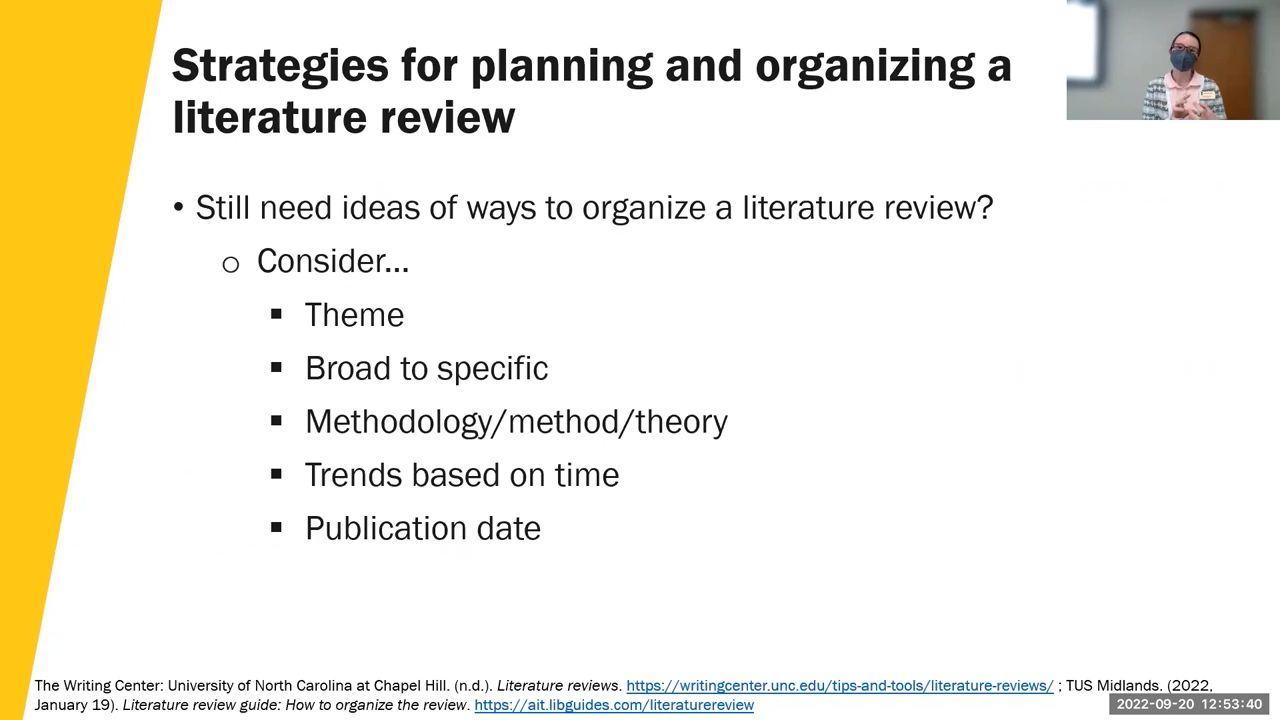 Strategies for planning and organizing a
literature review
• Still need ideas of ways to organize a literature review?
o Consider...
▪ Theme
▪ Broad to specific
▪ Methodology/method/theory
▪ Trends based on time
▪ Publication date
The Writing Center: University of North Carolina at Chapel Hill. (n.d.). Literature reviews. https://writingcenter.unc.edu/tips-and-tools/literature-reviews/ ; TUS Midlands. (2022,
January 19). Literature review guide: How to organize the review. https://ait.libguides.com/literaturereview
2022-09-20 12:53:40